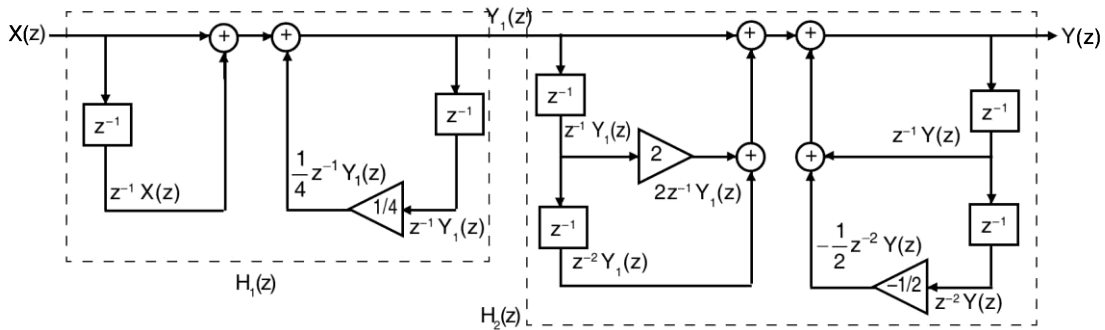 X(z)
Y₁(z)
Y(z)
+
+
+
+
z⁻¹
z⁻¹
z⁻¹
z⁻¹
z⁻¹ X(z)
1/4 z⁻¹ Y₁(z)
1/4
z⁻¹ Y₁(z)
H₁(z)
z⁻¹ Y₁(z)
2
2z⁻¹ Y₁(z)
+
+
z⁻¹ Y(z)
z⁻¹
z⁻¹
z⁻² Y₁(z)
-1/2 z⁻² Y(z)
–1/2
z⁻² Y(z)
H₂(z)